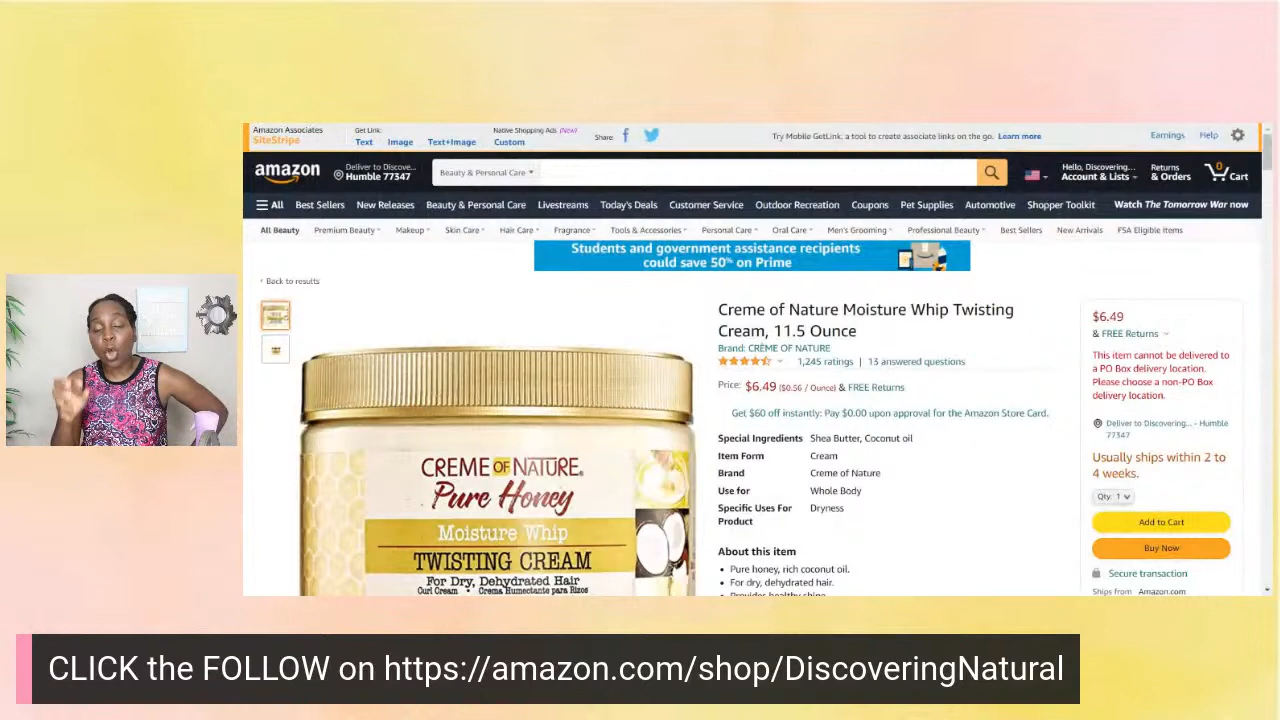 Amazon Associates
SiteStripe
Get Link:
Text Image Text+Image
Native Shopping Ads (New)
Custom
Share:
Try Mobile GetLink, a tool to create associate links on the go. Learn more
Earnings Help
amazon
Deliver to Discove...
Humble 77347
Beauty & Personal Care
Hello, Discovering...
Account & Lists
Returns
& Orders
0
Cart
All Best Sellers New Releases Beauty & Personal Care Livestreams Today's Deals Customer Service Outdoor Recreation Coupons Pet Supplies Automotive Shopper Toolkit Watch The Tomorrow War now
All Beauty Premium Beauty Makeup Skin Care Hair Care Fragrance Tools & Accessories Personal Care Oral Care Men's Grooming Professional Beauty Best Sellers New Arrivals FSA Eligible Items
Students and government assistance recipients
could save 50% on Prime
‹ Back to results
Creme of Nature Moisture Whip Twisting
Cream, 11.5 Ounce
Brand: CRÈME OF NATURE
1,245 ratings | 13 answered questions
Price: $6.49 ($0.56 / Ounce) & FREE Returns
Get $60 off instantly: Pay $0.00 upon approval for the Amazon Store Card.
Special Ingredients Shea Butter, Coconut oil
Item Form Cream
Brand Creme of Nature
Use for Whole Body
Specific Uses For Dryness
Product
About this item
• Pure honey, rich coconut oil.
• For dry, dehydrated hair.
• Provides healthy shine
$6.49
& FREE Returns
This item cannot be delivered to
a PO Box delivery location.
Please choose a non-PO Box
delivery location.
Deliver to Discovering... - Humble
77347
Usually ships within 2 to
4 weeks.
Qty: 1
Add to Cart
Buy Now
Secure transaction
Ships from Amazon.com
CREME OF NATURE®
Pure Honey
Moisture Whip
TWISTING CREAM
For Dry, Dehydrated Hair
Curl Cream • Crema Humectante para Rizos
CLICK the FOLLOW on https://amazon.com/shop/DiscoveringNatural